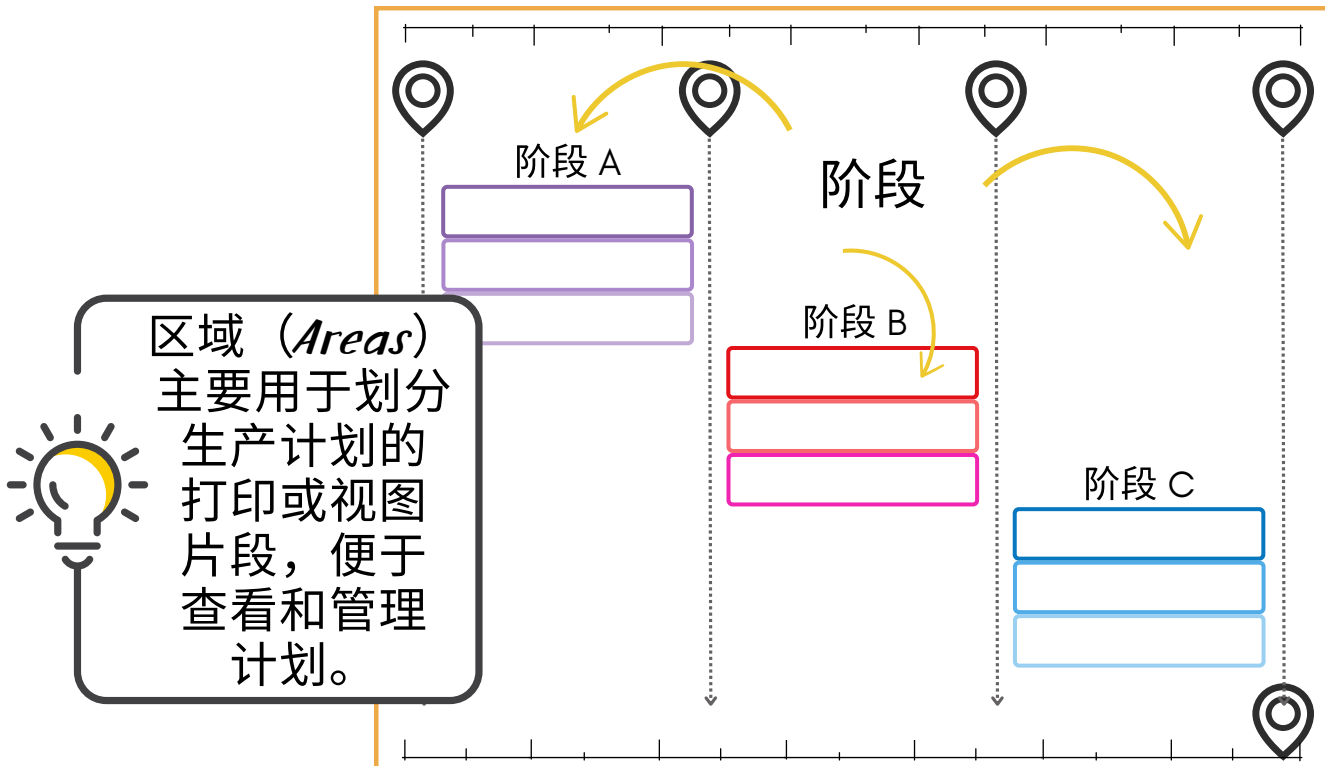 阶段 A
阶段
阶段 B
阶段 C
区域（Areas）
主要用于划分
生产计划的
打印或视图
片段，便于
查看和管理
计划。